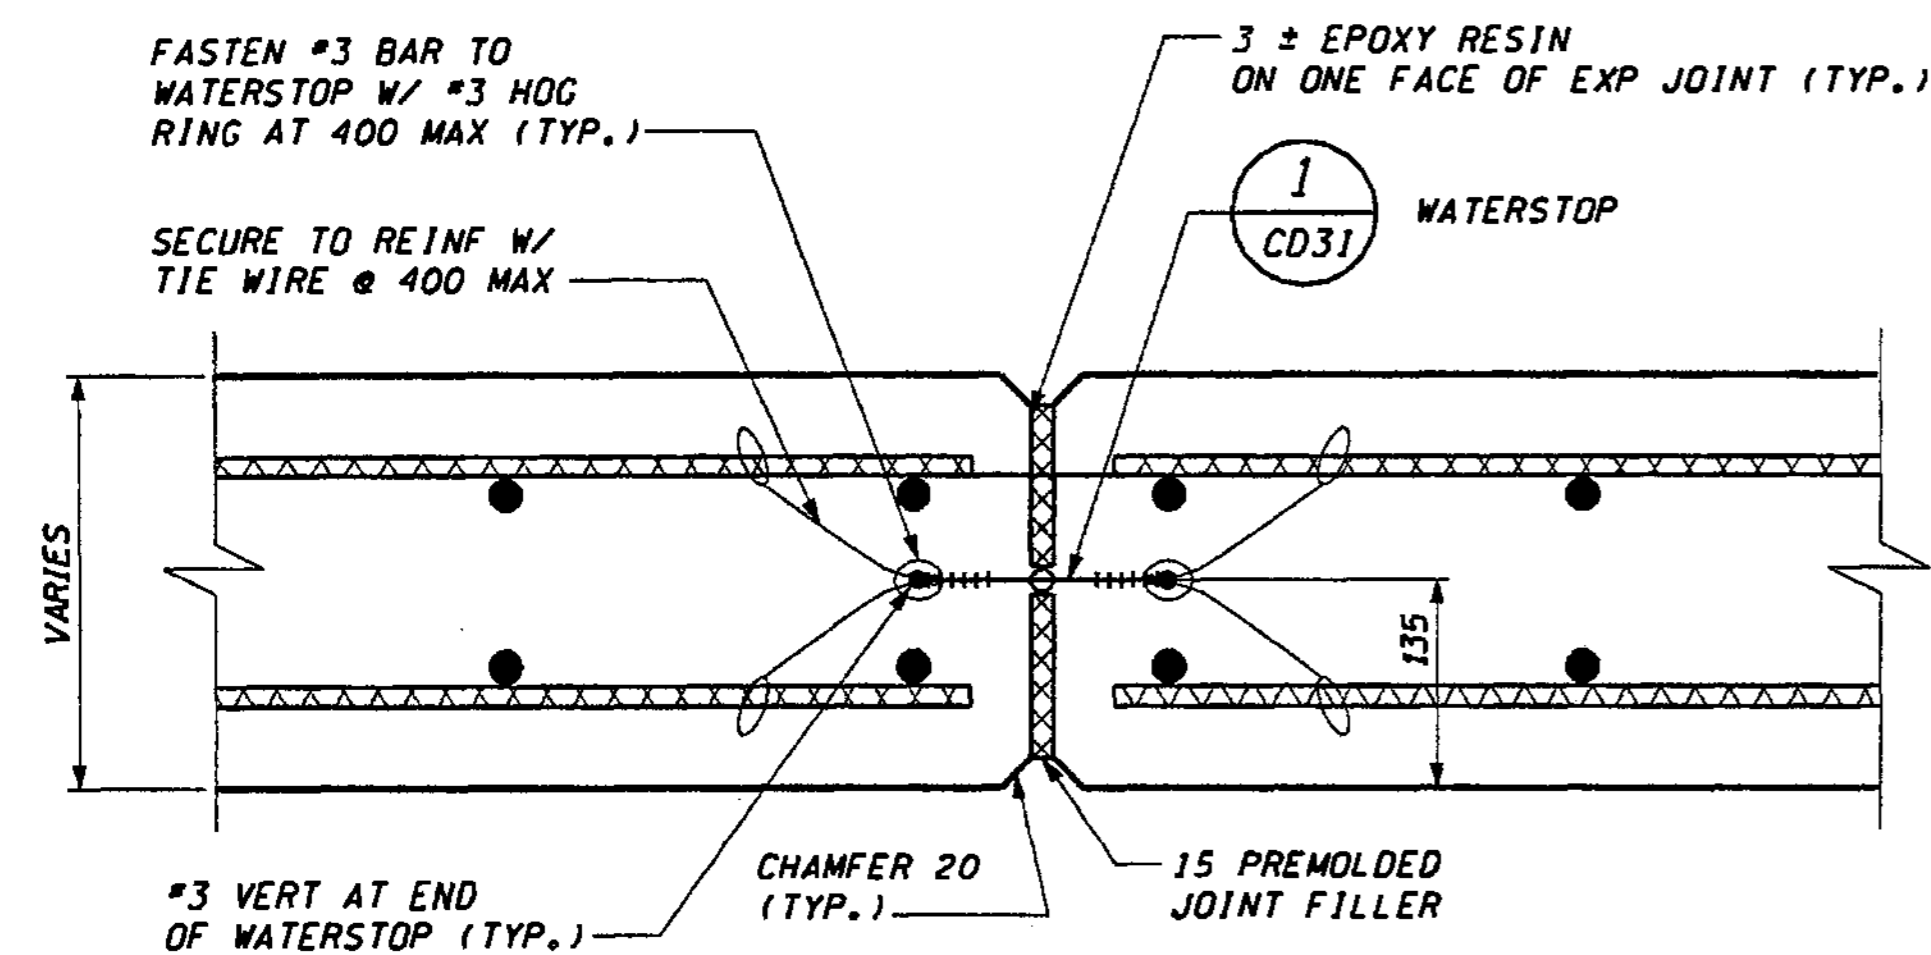 FASTEN #3 BAR TO
WATERSTOP W/ #3 HOG
RING AT 400 MAX (TYP.)
3 ± EPOXY RESIN
ON ONE FACE OF EXP JOINT (TYP.)
1
CD31
WATERSTOP
SECURE TO REINF W/
TIE WIRE @ 400 MAX
VARIES
135
#3 VERT AT END
OF WATERSTOP (TYP.)
CHAMFER 20
(TYP.)
15 PREMOLDED
JOINT FILLER